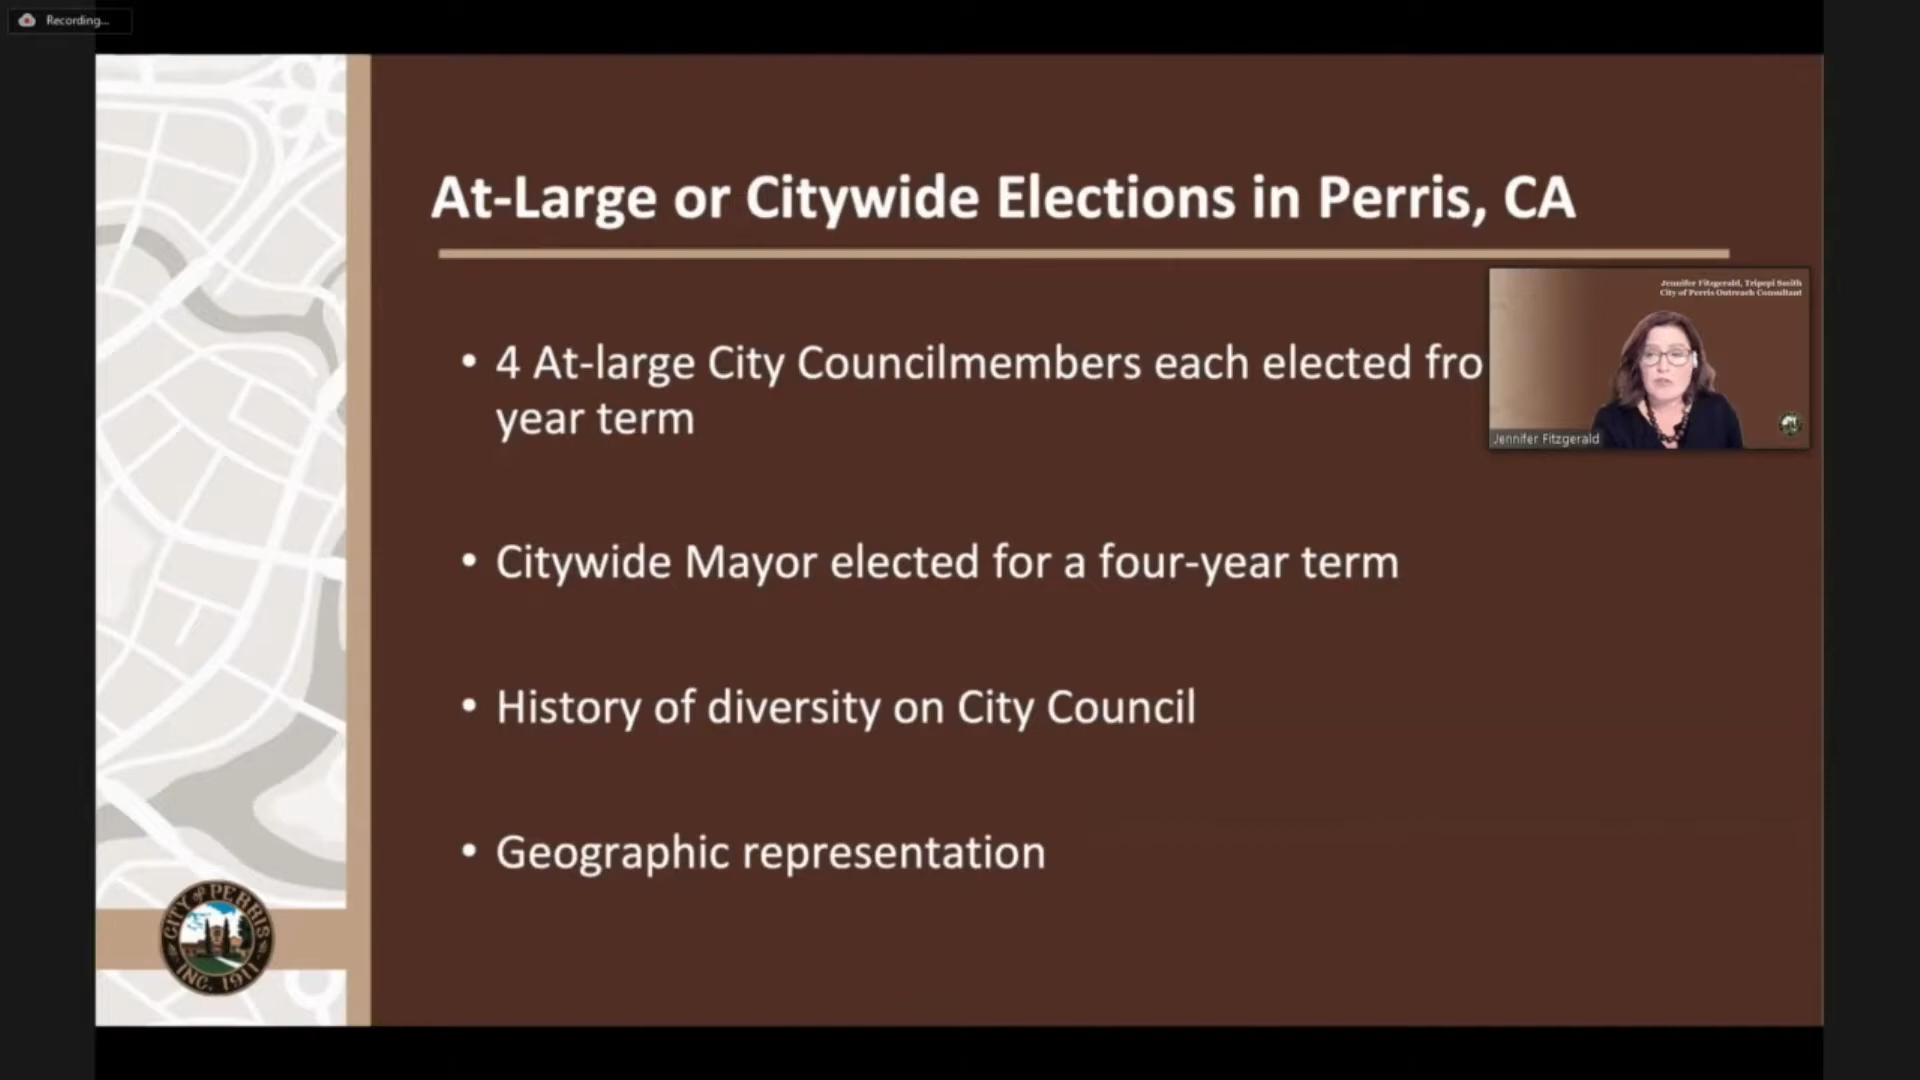 Recording...
At-Large or Citywide Elections in Perris, CA
Jennifer Fitzgerald, Tripepi Smith
City of Perris Outreach Consultant
• 4 At-large City Councilmembers each elected fro
year term
Jennifer Fitzgerald
• Citywide Mayor elected for a four-year term
• History of diversity on City Council
• Geographic representation
CITY of PERRIS
INC. 1911